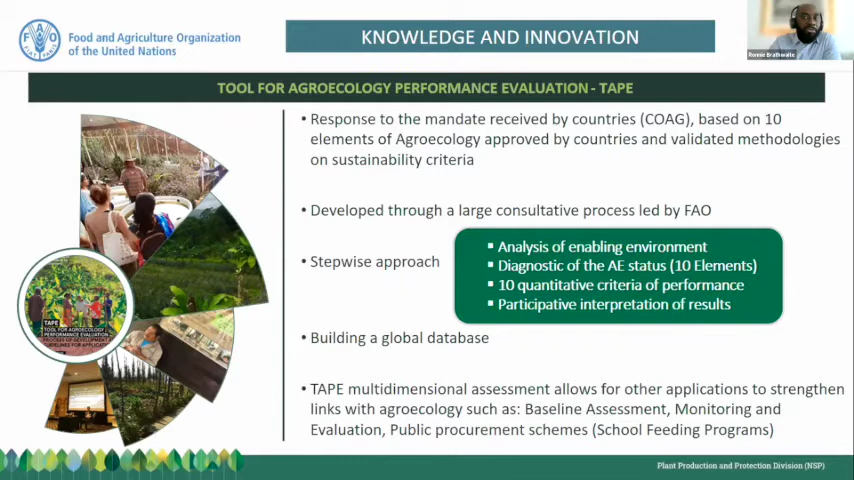 Food and Agriculture Organization
of the United Nations
KNOWLEDGE AND INNOVATION
Ronnie Brathwaite
TOOL FOR AGROECOLOGY PERFORMANCE EVALUATION - TAPE
• Response to the mandate received by countries (COAG), based on 10
elements of Agroecology approved by countries and validated methodologies
on sustainability criteria
• Developed through a large consultative process led by FAO
• Stepwise approach
▪ Analysis of enabling environment
▪ Diagnostic of the AE status (10 Elements)
▪ 10 quantitative criteria of performance
▪ Participative interpretation of results
• Building a global database
• TAPE multidimensional assessment allows for other applications to strengthen
links with agroecology such as: Baseline Assessment, Monitoring and
Evaluation, Public procurement schemes (School Feeding Programs)
TAPE
TOOL FOR AGROECOLOGY
PERFORMANCE EVALUATION
PROCESS OF DEVELOPMENT
GUIDELINES FOR
Plant Production and Protection Division (NSP)